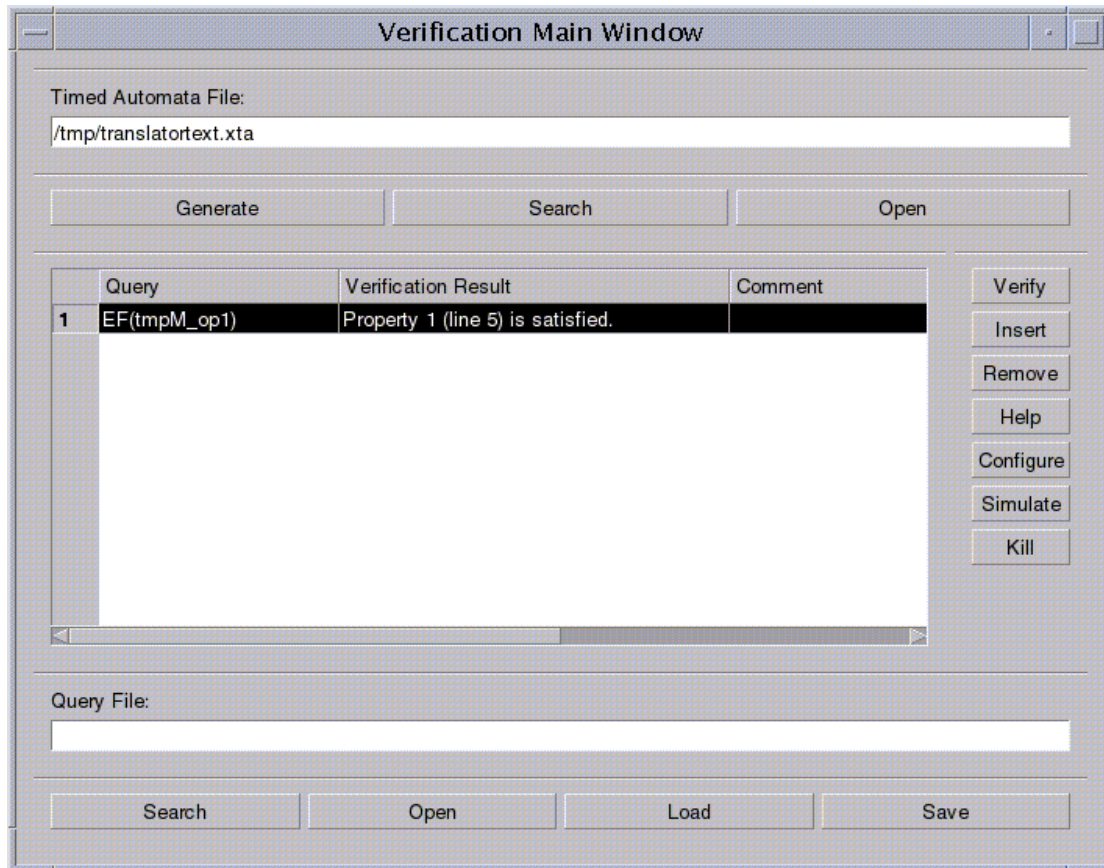 Verification Main Window
Timed Automata File:
/tmp/translatortext.xta
Generate Search Open
Query Verification Result Comment
1 EF(tmpM_op1) Property 1 (line 5) is satisfied.
Verify
Insert
Remove
Help
Configure
Simulate
Kill
Query File:
Search Open Load Save